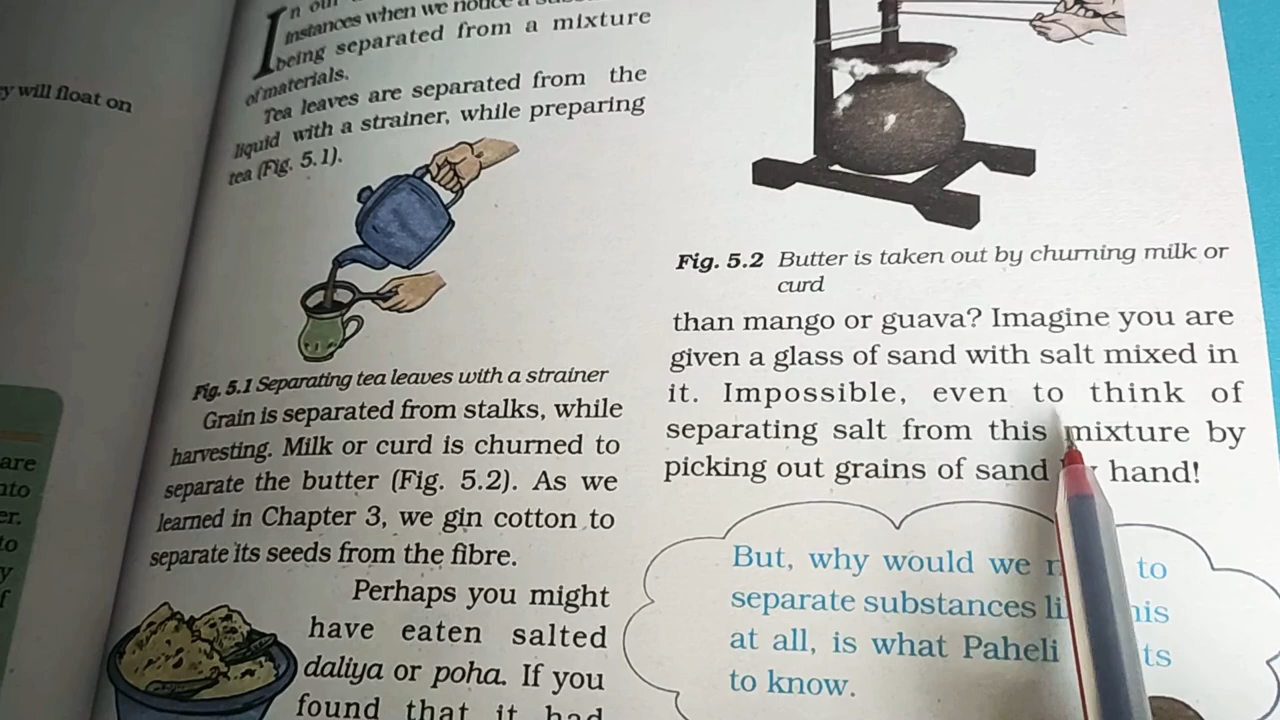 y will float on
are
nto
er.
to
y
f
In our
instances when we notice a
being separated from a mixture
of materials.
Tea leaves are separated from the
liquid with a strainer, while preparing
tea (Fig. 5.1).
Fig. 5.1 Separating tea leaves with a strainer
Grain is separated from stalks, while
harvesting. Milk or curd is churned to
separate the butter (Fig. 5.2). As we
learned in Chapter 3, we gin cotton to
separate its seeds from the fibre.
Perhaps you might
have eaten salted
daliya or poha. If you
found that it had
Fig. 5.2 Butter is taken out by churning milk or
curd
than mango or guava? Imagine you are
given a glass of sand with salt mixed in
it. Impossible, even to think of
separating salt from this mixture by
picking out grains of sand hand!
But, why would we to
separate substances
at all, is what Paheli
to know.